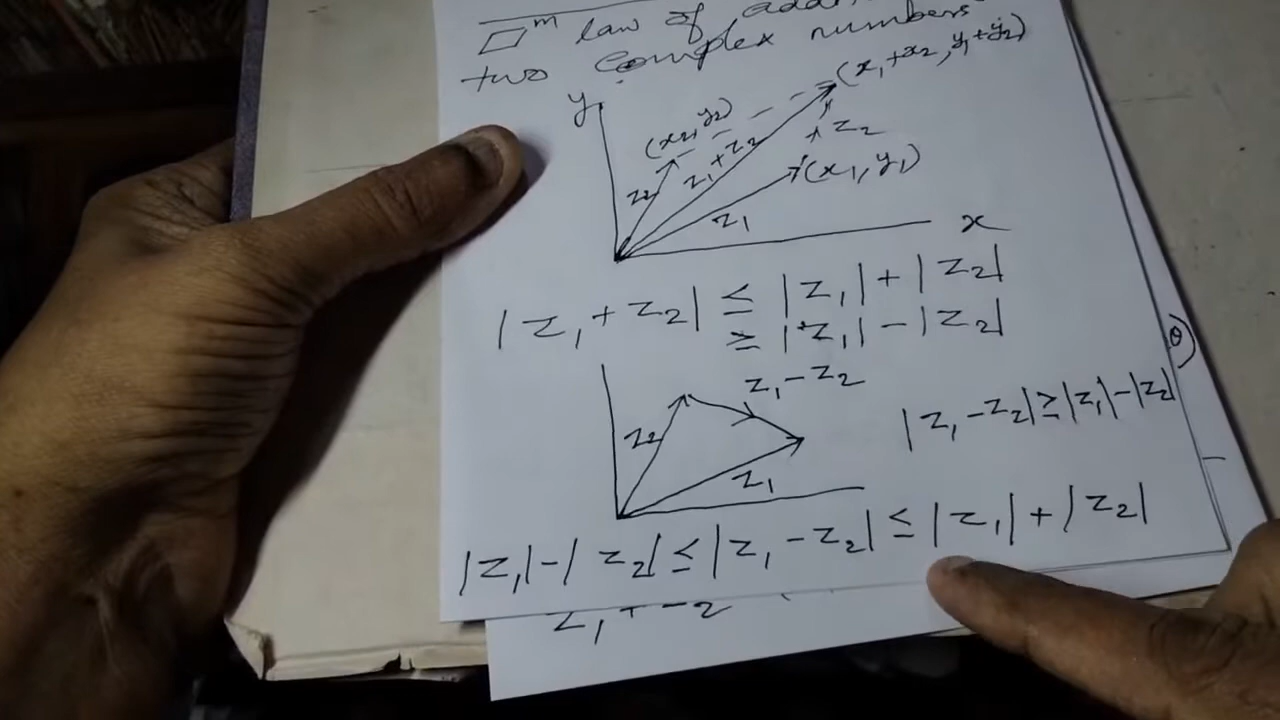 ▱ᵐ law of
two complex numbers
y
(x₁+x₂, y₁+y₂)
(x₂, y₂)
z₁+z₂
+z₂
z₂
(x₁, y₁)
z₁
x
|z₁+z₂| ≤ |z₁|+|z₂|
≥ |z₁|-|z₂|
θ)
z₁-z₂
z₂
z₁
|z₁-z₂|≥|z₁|-|z₂|
|z₁|-|z₂|≤|z₁-z₂|≤|z₁|+|z₂|